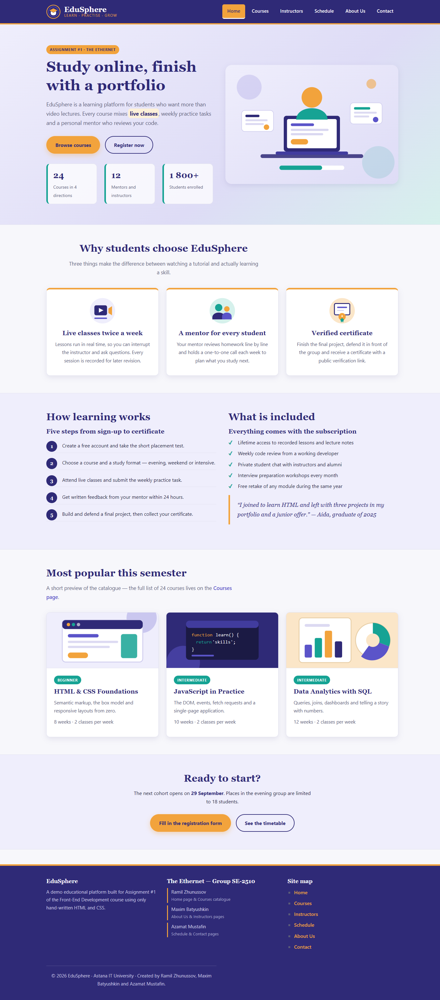 EduSphere
LEARN · PRACTISE · GROW
Home
Courses
Instructors
Schedule
About Us
Contact
ASSIGNMENT #1 · THE ETHERNET
Study online, finish
with a portfolio
EduSphere is a learning platform for students who want more than
video lectures. Every course mixes live classes, weekly practice tasks
and a personal mentor who reviews your code.
Browse courses
Register now
24
Courses in 4
directions
12
Mentors and
instructors
1 800+
Students enrolled
Why students choose EduSphere
Three things make the difference between watching a tutorial and actually learning
a skill.
Live classes twice a week
Lessons run in real time, so you can interrupt
the instructor and ask questions. Every
session is recorded for later revision.
A mentor for every student
Your mentor reviews homework line by line
and holds a one-to-one call each week to
plan what you study next.
Verified certificate
Finish the final project, defend it in front of
the group and receive a certificate with a
public verification link.
How learning works
Five steps from sign-up to certificate
1 Create a free account and take the short placement test.
2 Choose a course and a study format — evening, weekend or intensive.
3 Attend live classes and submit the weekly practice task.
4 Get written feedback from your mentor within 24 hours.
5 Build and defend a final project, then collect your certificate.
What is included
Everything comes with the subscription
✓ Lifetime access to recorded lessons and lecture notes
✓ Weekly code review from a working developer
✓ Private student chat with instructors and alumni
✓ Interview preparation workshops every month
✓ Free retake of any module during the same year
“I joined to learn HTML and left with three projects in my
portfolio and a junior offer.” — Aida, graduate of 2025
Most popular this semester
A short preview of the catalogue — the full list of 24 courses lives on the Courses
page.
BEGINNER
HTML & CSS Foundations
Semantic markup, the box model and
responsive layouts from zero.
8 weeks · 2 classes per week
function learn() {
return 'skills';
}
INTERMEDIATE
JavaScript in Practice
The DOM, events, fetch requests and a
single-page application.
10 weeks · 2 classes per week
INTERMEDIATE
Data Analytics with SQL
Queries, joins, dashboards and telling a story
with numbers.
12 weeks · 2 classes per week
Ready to start?
The next cohort opens on 29 September. Places in the evening group are limited
to 18 students.
Fill in the registration form
See the timetable
EduSphere
A demo educational platform built for Assignment #1
of the Front-End Development course using only
hand-written HTML and CSS.
The Ethernet — Group SE-2510
Ramil Zhunussov
Home page & Courses catalogue
Maxim Batyushkin
About Us & Instructors pages
Azamat Mustafin
Schedule & Contact pages
Site map
Home
Courses
Instructors
Schedule
About Us
Contact
© 2026 EduSphere · Astana IT University · Created by Ramil Zhunussov, Maxim
Batyushkin and Azamat Mustafin.